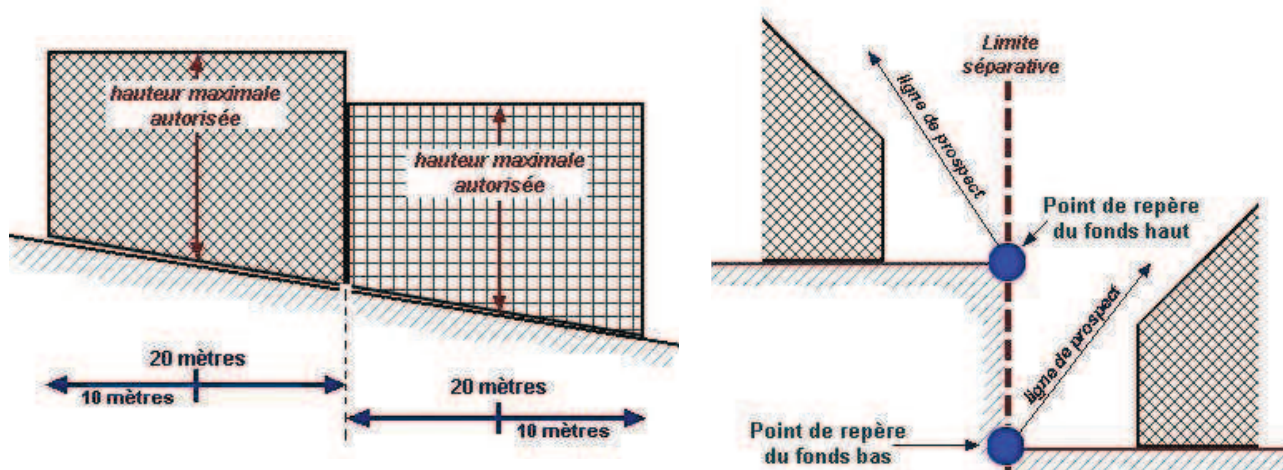 hauteur maximale
autorisée
hauteur maximale
autorisée
20 mètres
10 mètres
20 mètres
10 mètres
Limite
séparative
ligne de prospect
Point de repère
du fonds haut
ligne de prospect
Point de repère
du fonds bas